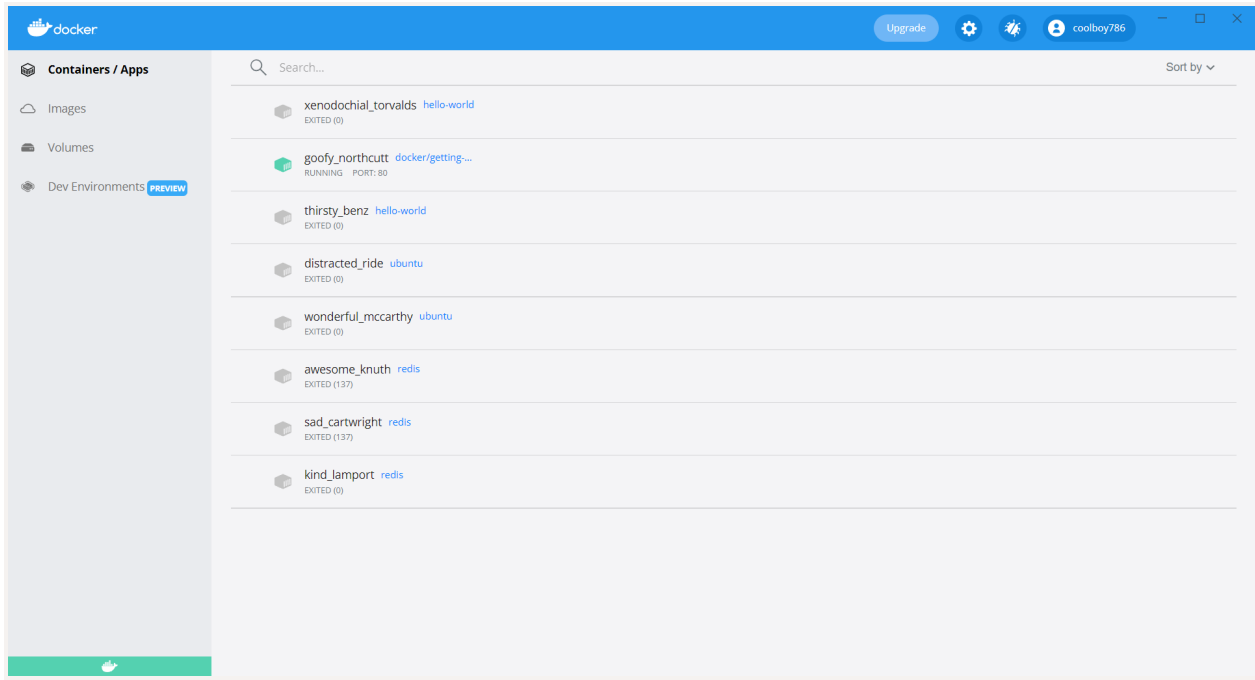 docker
Upgrade
coolboy786
Containers / Apps
Images
Volumes
Dev Environments PREVIEW
Search...
Sort by
xenodochial_torvalds hello-world
EXITED (0)
goofy_northcutt docker/getting-...
RUNNING PORT: 80
thirsty_benz hello-world
EXITED (0)
distracted_ride ubuntu
EXITED (0)
wonderful_mccarthy ubuntu
EXITED (0)
awesome_knuth redis
EXITED (137)
sad_cartwright redis
EXITED (137)
kind_lamport redis
EXITED (0)